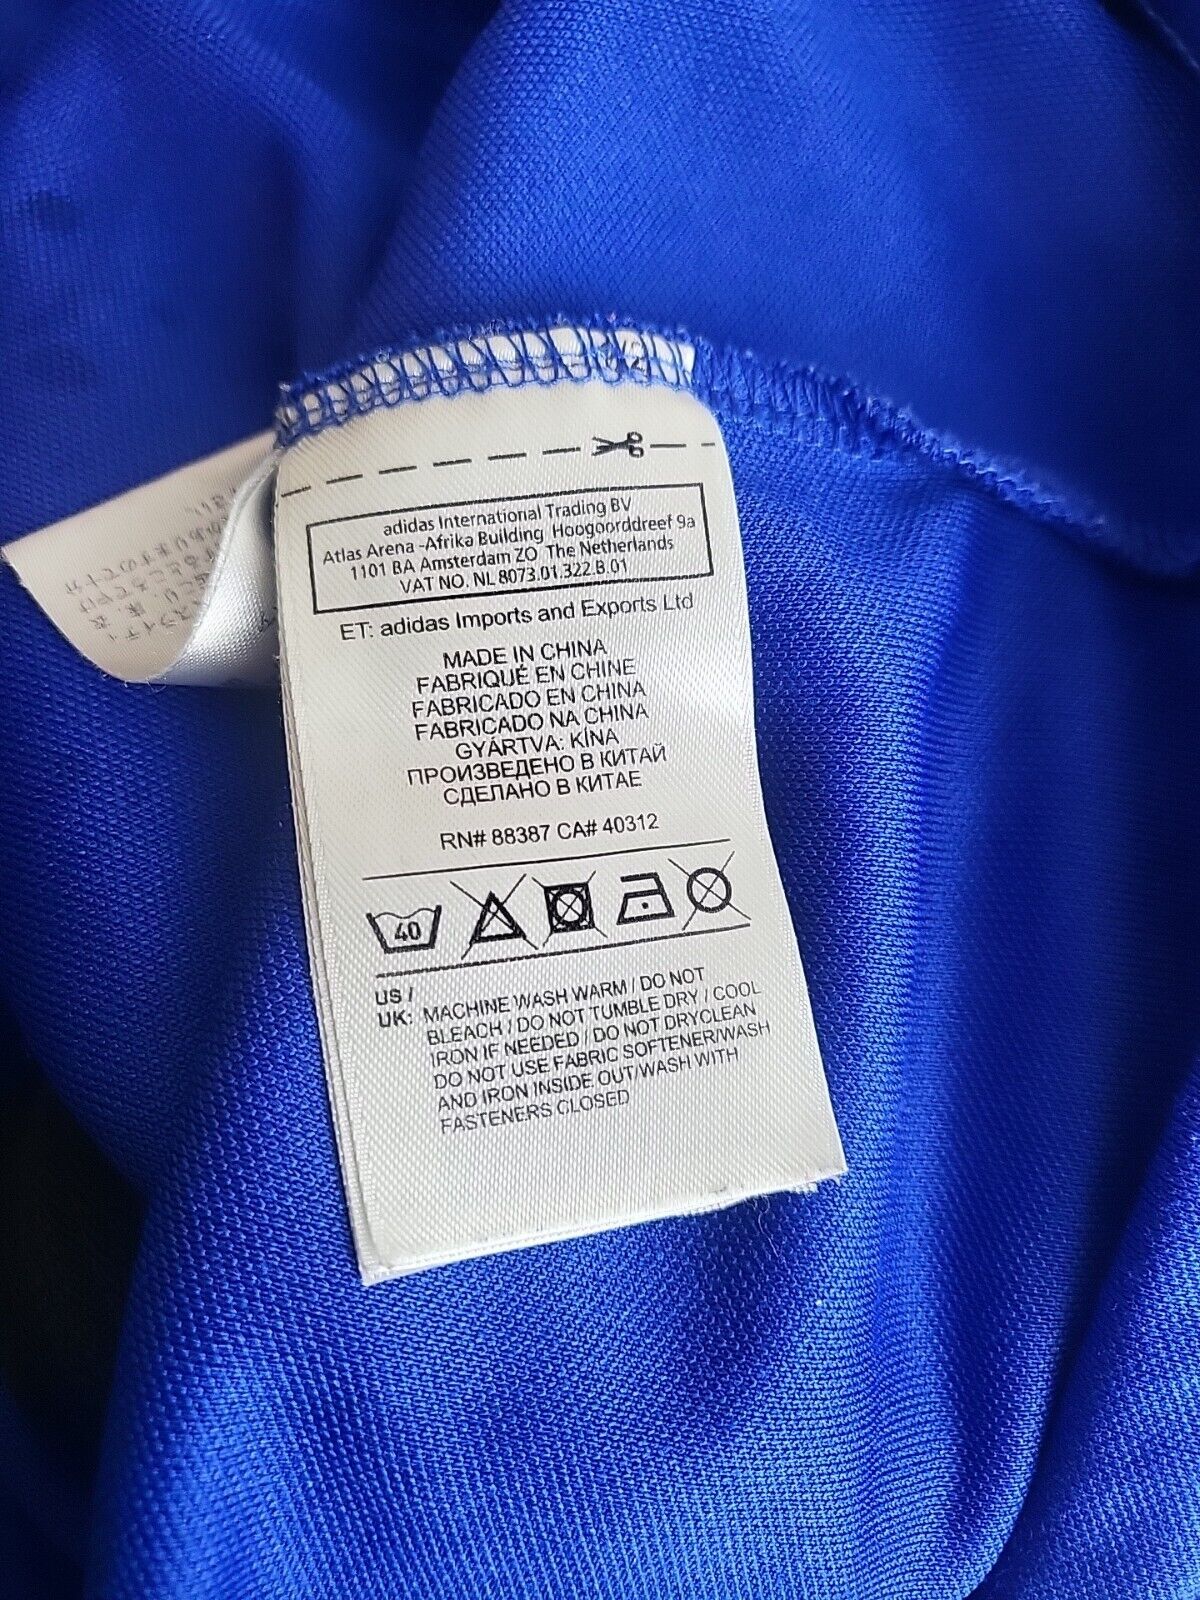 adidas International Trading BV
Atlas Arena -Afrika Building Hoogoorddreef 9a
1101 BA Amsterdam ZO The Netherlands
VAT NO. NL 8073.01.322.B.01
ET: adidas Imports and Exports Ltd
MADE IN CHINA
FABRIQUÉ EN CHINE
FABRICADO EN CHINA
FABRICADO NA CHINA
GYÁRTVA: KÍNA
ПРОИЗВЕДЕНО В КИТАЙ
СДЕЛАНО В КИТАЕ
RN# 88387 CA# 40312
40
US /
UK: MACHINE WASH WARM / DO NOT
BLEACH / DO NOT TUMBLE DRY / COOL
IRON IF NEEDED / DO NOT DRYCLEAN
DO NOT USE FABRIC SOFTENER/WASH
AND IRON INSIDE OUT/WASH WITH
FASTENERS CLOSED